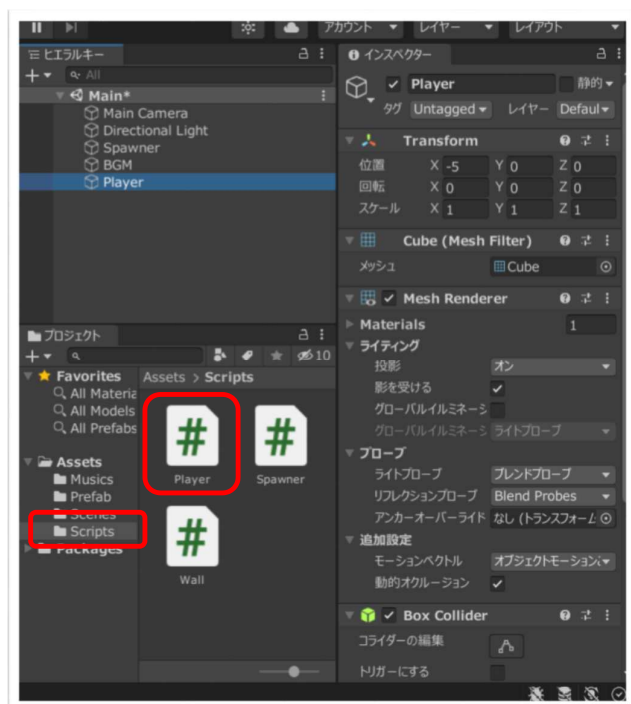 アカウント レイヤー レイアウト
ヒエラルキー
All
Main*
Main Camera
Directional Light
Spawner
BGM
Player
プロジェクト
10
Favorites
All Materia
All Models
All Prefabs
Assets
Musics
Prefab
Scenes
Scripts
Packages
Assets > Scripts
Player
Spawner
Wall
インスペクター
Player 静的
タグ Untagged レイヤー Defaul
Transform
位置 X -5 Y 0 Z 0
回転 X 0 Y 0 Z 0
スケール X 1 Y 1 Z 1
Cube (Mesh Filter)
メッシュ Cube
Mesh Renderer
Materials 1
ライティング
投影 オン
影を受ける
グローバルイルミネーシ
グローバルイルミネーシ ライトプローブ
プローブ
ライトプローブ ブレンドプロー
リフレクションプローブ Blend Probes
アンカーオーバーライド なし (トランスフォーム
追加設定
モーションベクトル オブジェクトモーション
動的オクルージョン
Box Collider
コライダーの編集
トリガーにする